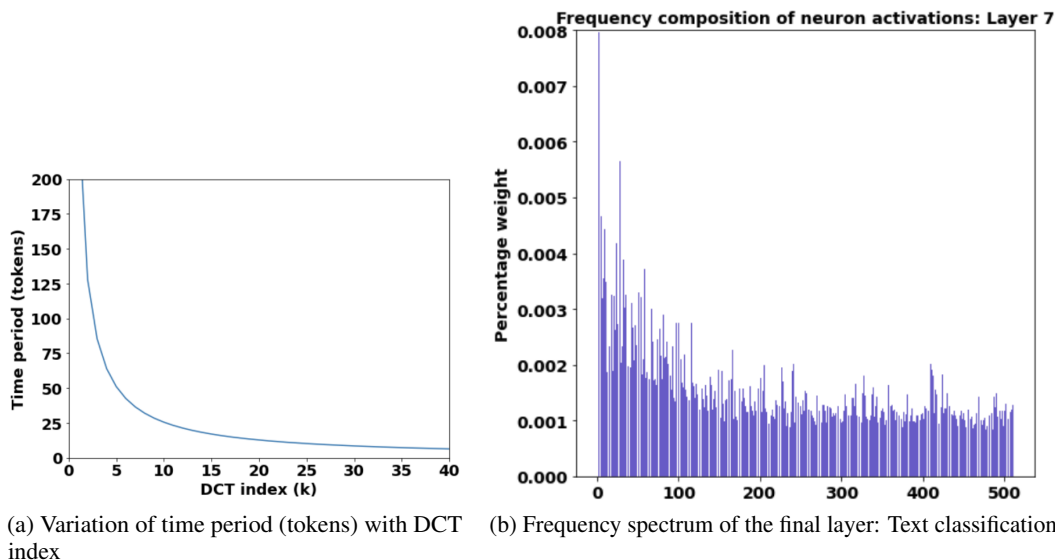 Frequency composition of neuron activations: Layer 7
0.008
0.007
0.006
0.005
0.004
0.003
0.002
0.001
0.000
Percentage weight
0 100 200 300 400 500
200
175
150
125
100
75
50
25
0
Time period (tokens)
0 5 10 15 20 25 30 35 40
DCT index (k)
(a) Variation of time period (tokens) with DCT
index
(b) Frequency spectrum of the final layer: Text classification